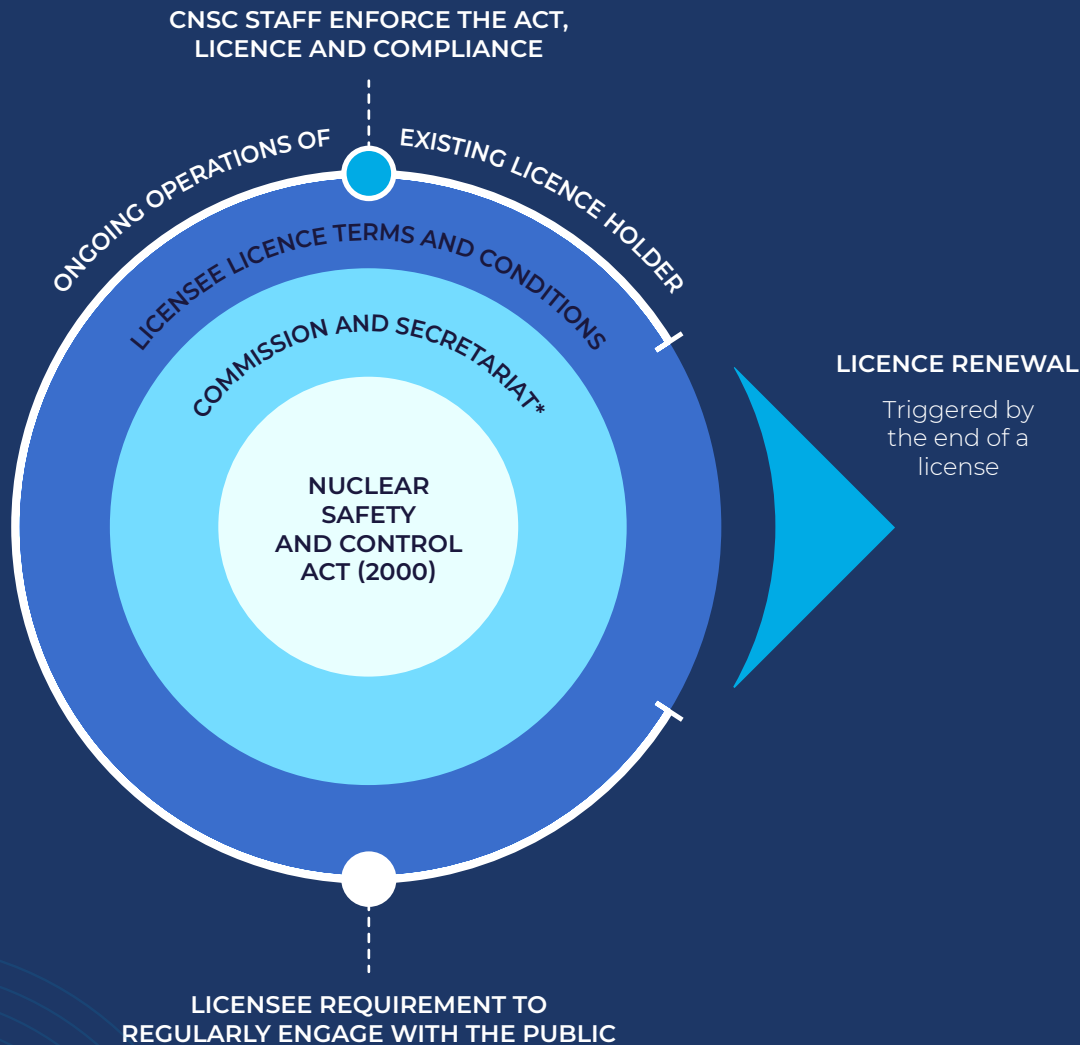 CNSC STAFF ENFORCE THE ACT,
LICENCE AND COMPLIANCE
ONGOING OPERATIONS OF EXISTING LICENCE HOLDER
LICENSEE LICENCE TERMS AND CONDITIONS
COMMISSION AND SECRETARIAT*
NUCLEAR
SAFETY
AND CONTROL
ACT (2000)
LICENCE RENEWAL
Triggered by
the end of a
license
LICENSEE REQUIREMENT TO
REGULARLY ENGAGE WITH THE PUBLIC